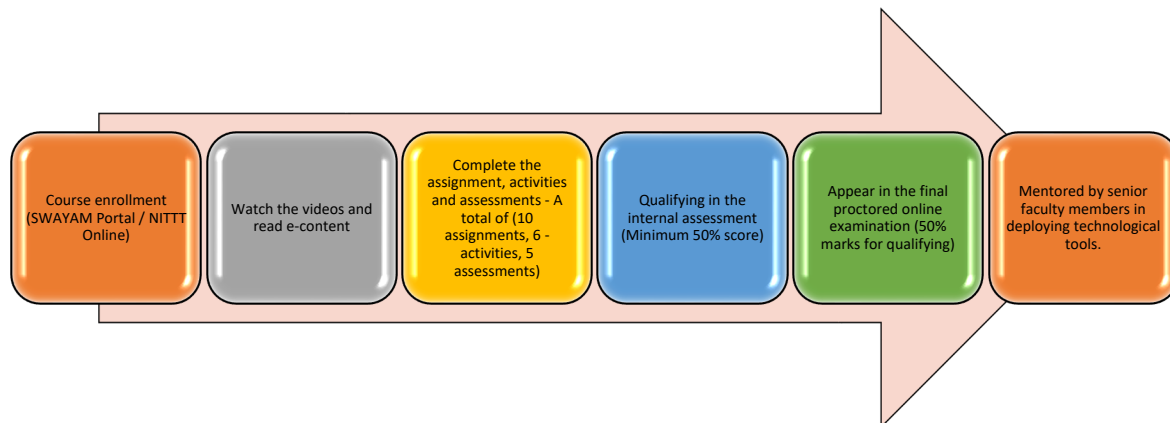 Course enrollment
(SWAYAM Portal / NITTT
Online)
Watch the videos and
read e-content
Complete the
assignment, activities
and assessments - A
total of (10
assignments, 6 -
activities, 5
assessments)
Qualifying in the
internal assessment
(Minimum 50% score)
Appear in the final
proctored online
examination (50%
marks for qualifying)
Mentored by senior
faculty members in
deploying technological
tools.